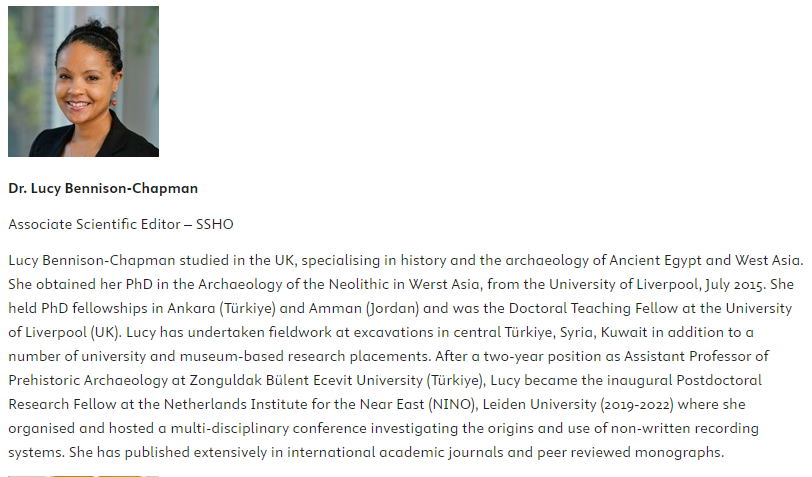 Dr. Lucy Bennison-Chapman
Associate Scientific Editor – SSHO
Lucy Bennison-Chapman studied in the UK, specialising in history and the archaeology of Ancient Egypt and West Asia.
She obtained her PhD in the Archaeology of the Neolithic in Werst Asia, from the University of Liverpool, July 2015. She
held PhD fellowships in Ankara (Türkiye) and Amman (Jordan) and was the Doctoral Teaching Fellow at the University
of Liverpool (UK). Lucy has undertaken fieldwork at excavations in central Türkiye, Syria, Kuwait in addition to a
number of university and museum-based research placements. After a two-year position as Assistant Professor of
Prehistoric Archaeology at Zonguldak Bülent Ecevit University (Türkiye), Lucy became the inaugural Postdoctoral
Research Fellow at the Netherlands Institute for the Near East (NINO), Leiden University (2019-2022) where she
organised and hosted a multi-disciplinary conference investigating the origins and use of non-written recording
systems. She has published extensively in international academic journals and peer reviewed monographs.